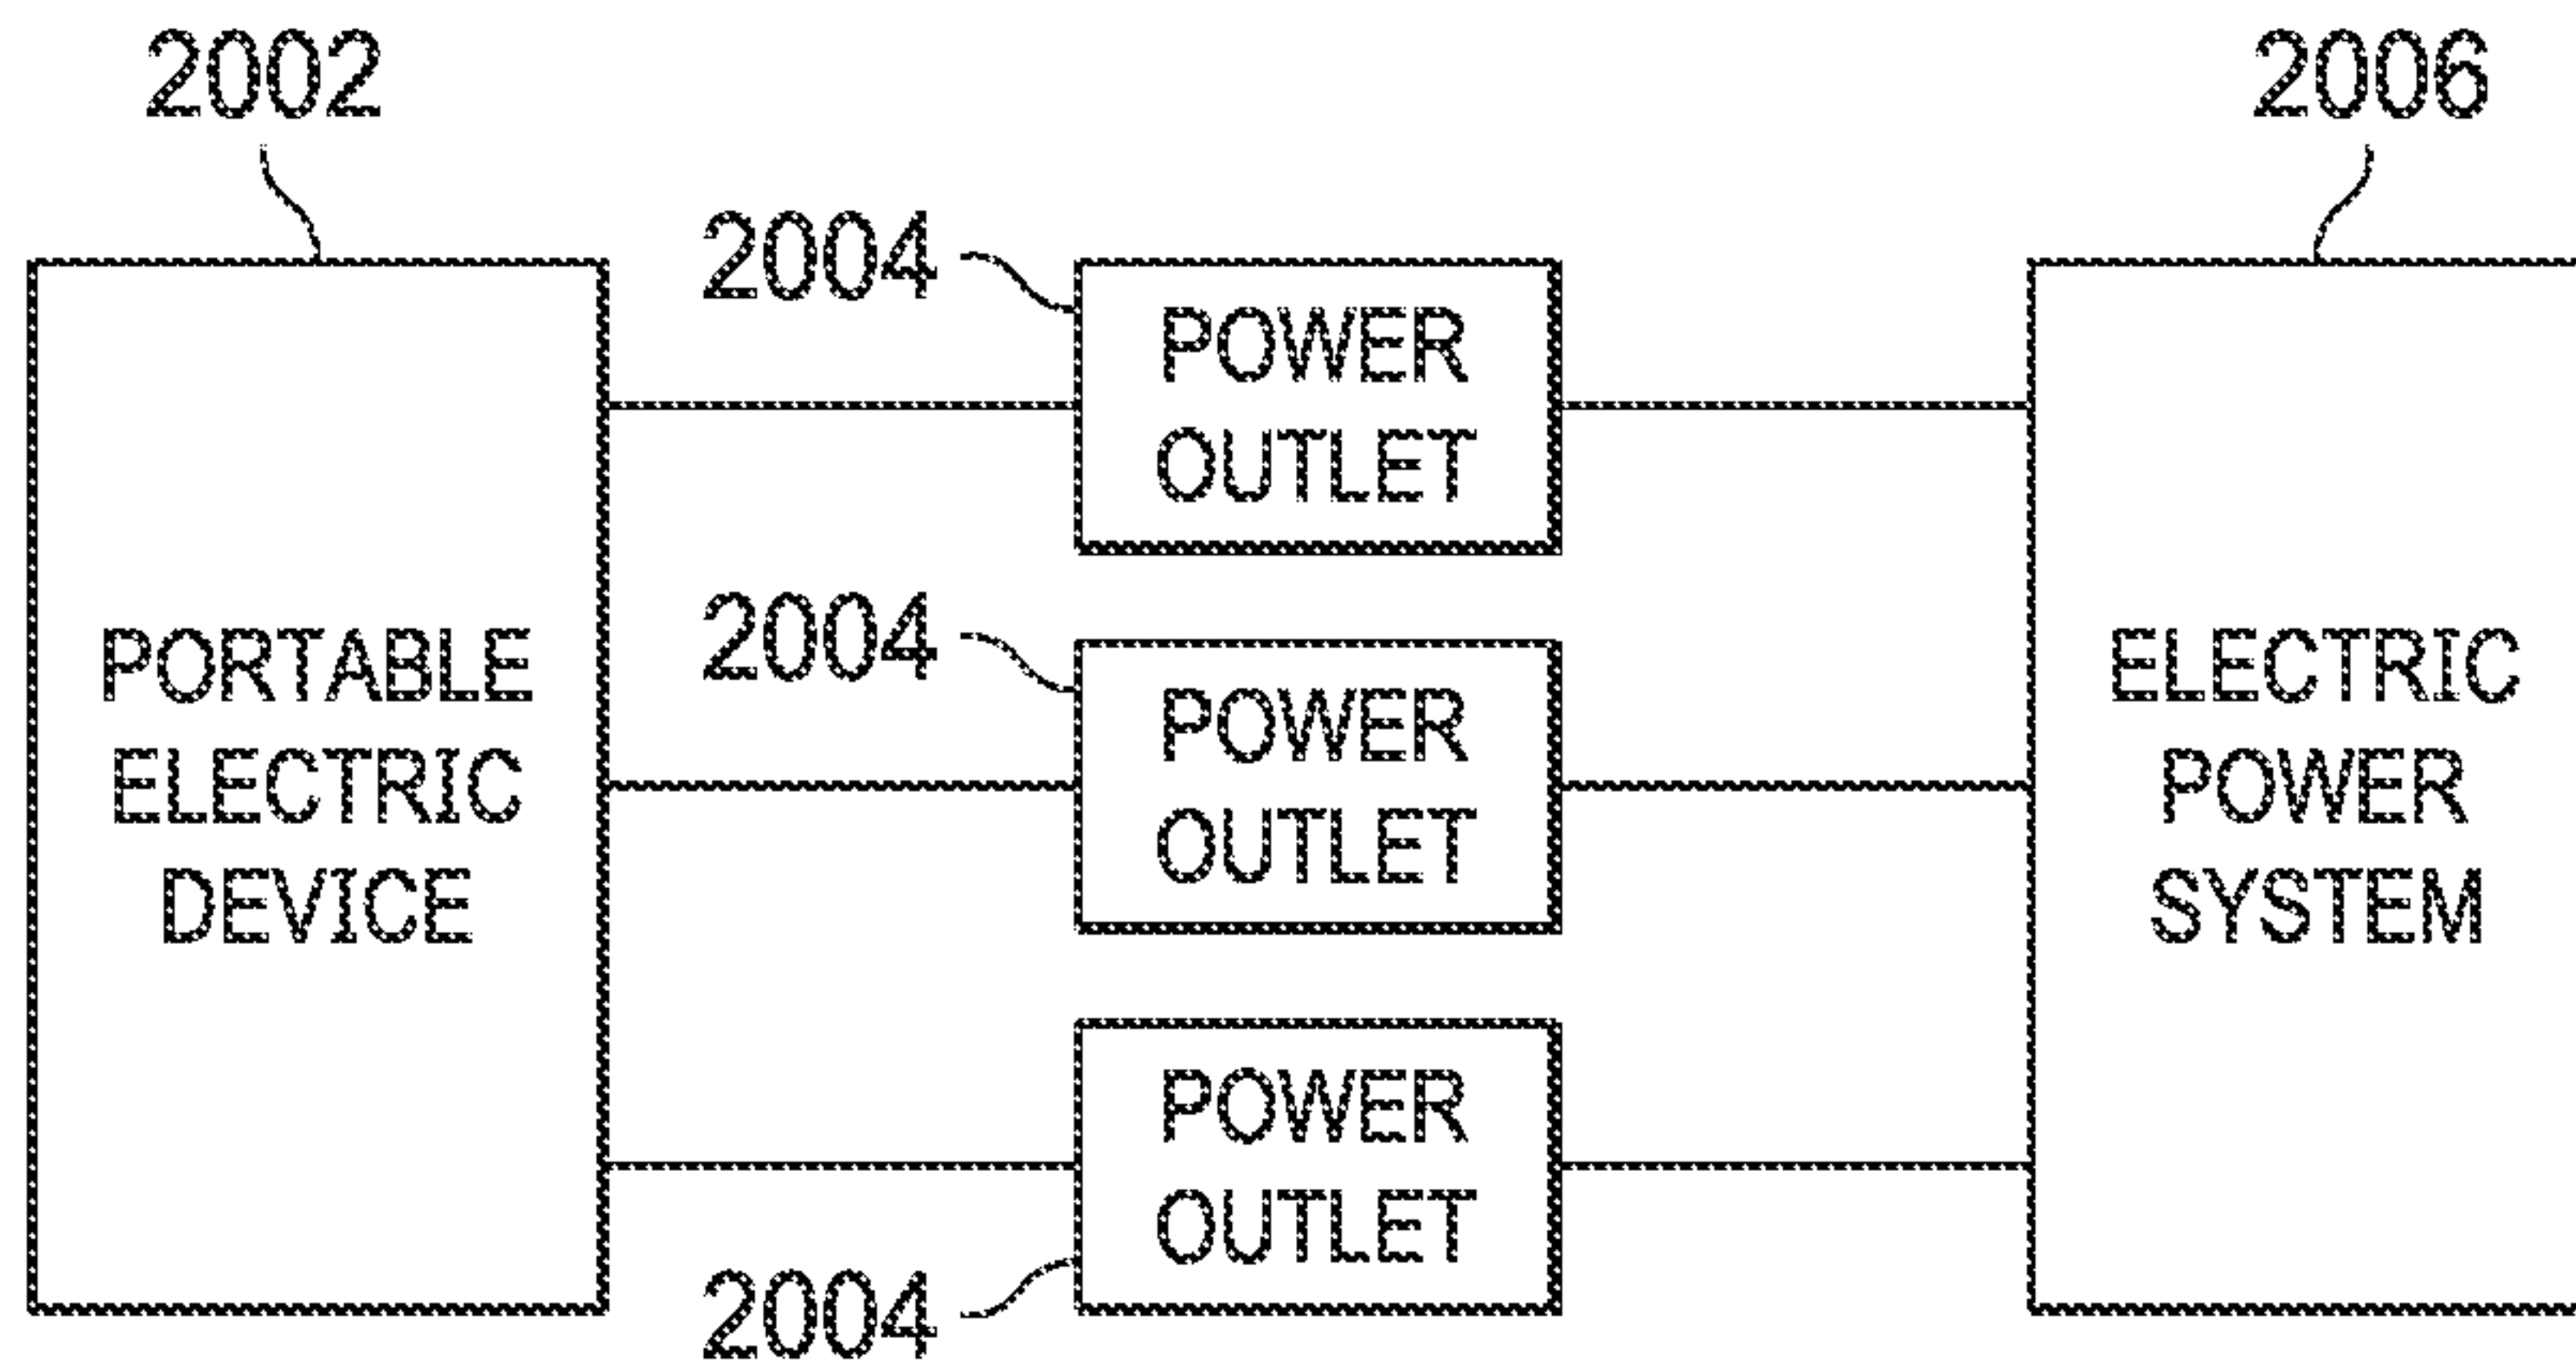 2002
2006
2004
POWER
OUTLET
PORTABLE
ELECTRIC
DEVICE
2004
POWER
OUTLET
ELECTRIC
POWER
SYSTEM
POWER
OUTLET
2004